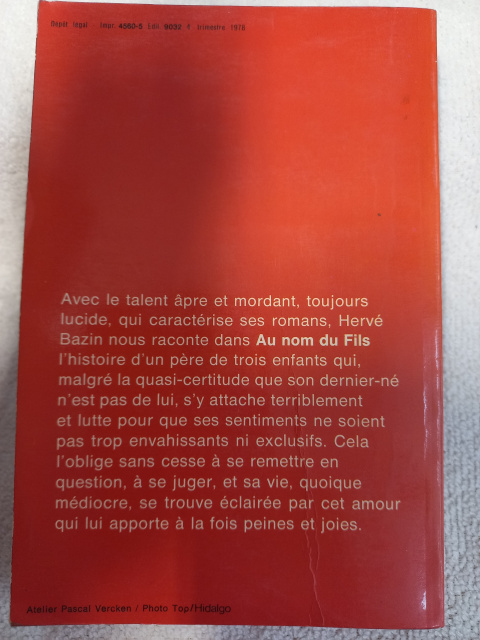 Dépôt légal : Impr. 4560-5 Edit. 9032 trimestre 1976
Avec le talent âpre et mordant, toujours
lucide, qui caractérise ses romans, Hervé
Bazin nous raconte dans Au nom du Fils
l'histoire d'un père de trois enfants qui,
malgré la quasi-certitude que son dernier-né
n'est pas de lui, s'y attache terriblement
et lutte pour que ses sentiments ne soient
pas trop envahissants ni exclusifs. Cela
l'oblige sans cesse à se remettre en
question, à se juger, et sa vie, quoique
médiocre, se trouve éclairée par cet amour
qui lui apporte à la fois peines et joies.
Atelier Pascal Vercken / Photo Top/Hidalgo